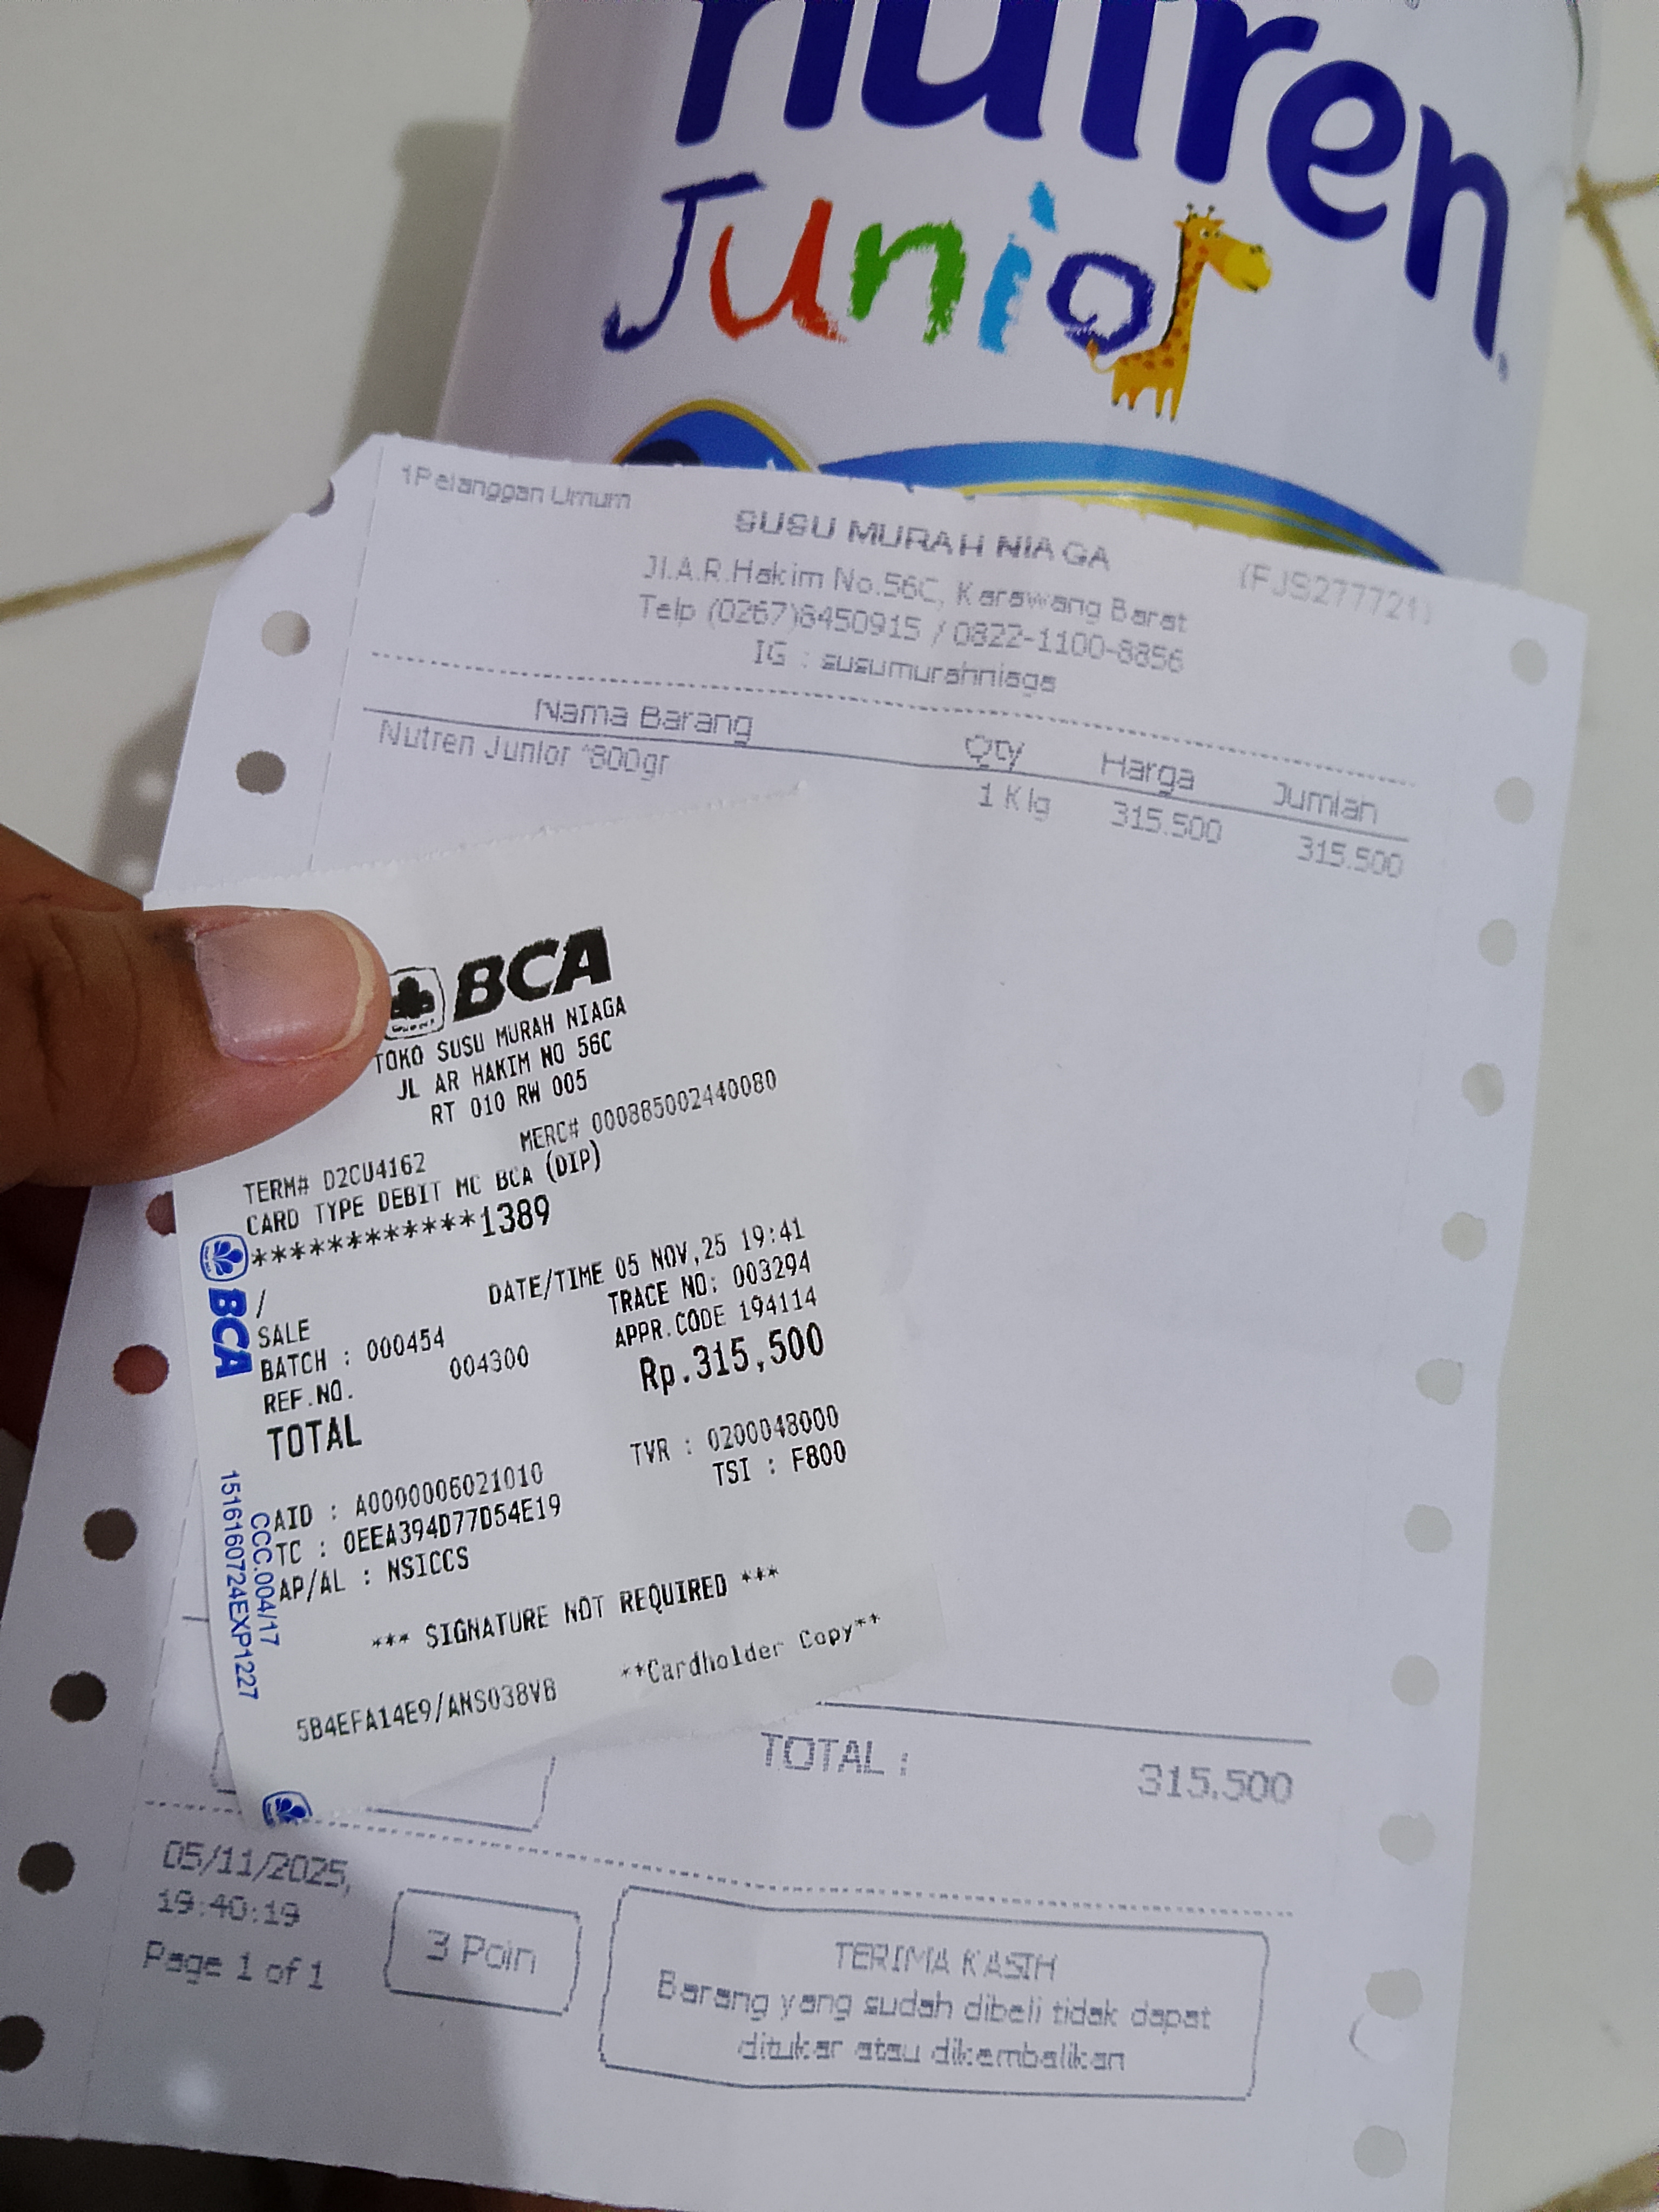 nutren
Junior
1Pelanggan Umum
SUSU MURAH NIAGA
(FJS277721)
Jl.A.R.Hakim No.56C, Karawang Barat
Telp (0267)8450915 / 0822-1100-8856
IG : susumurahniaga
Nama Barang Qty Harga Jumlah
Nutren Junior *800gr 1 Klg 315.500 315.500
BCA
TOKO SUSU MURAH NIAGA
JL AR HAKIM NO 56C
RT 010 RW 005
TERM# D2CU4162 MERC# 000885002440080
CARD TYPE DEBIT MC BCA (DIP)
************1389
/
DATE/TIME 05 NOV,25 19:41
SALE TRACE NO: 003294
BATCH : 000454 APPR.CODE 194114
REF.NO. 004300
TOTAL Rp.315,500
AID : A0000006021010 TVR : 0200048000
TC : 0EEA394D77D54E19 TSI : F800
AP/AL : NSICCS
*** SIGNATURE NOT REQUIRED ***
5B4EFA14E9/ANS038VB **Cardholder Copy**
BCA
CCC.004/17
1516160724EXP1227
TOTAL : 315.500
05/11/2025,
19:40:19
Page 1 of 1
3 Poin
TERIMA KASIH
Barang yang sudah dibeli tidak dapat
ditukar atau dikembalikan